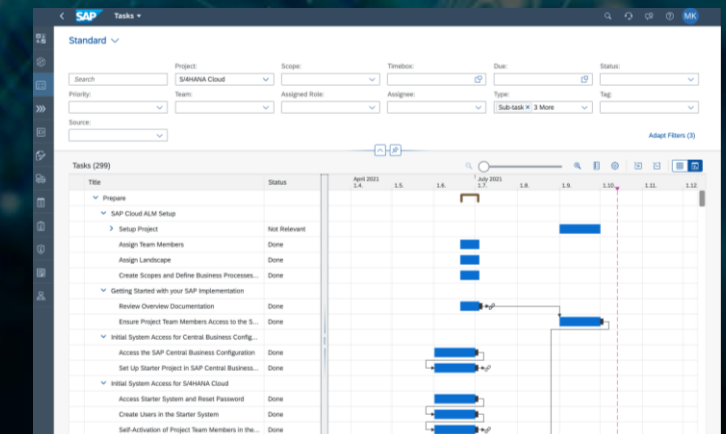 SAP Tasks MK
Standard
Project: Scope: Timebox: Due: Status:
Search S/4HANA Cloud
Priority: Team: Assigned Role: Assignee: Type: Tag:
Sub-task × 3 More
Source:
Adapt Filters (3)
Tasks (299)
Title Status April 2021 July 2021
1.4. 1.5. 1.6. 1.7. 1.8. 1.9. 1.10. 1.11. 1.12
Prepare
SAP Cloud ALM Setup
Setup Project Not Relevant
Assign Team Members Done
Assign Landscape Done
Create Scopes and Define Business Processes... Done
Getting Started with your SAP Implementation
Review Overview Documentation Done
Ensure Project Team Members Access to the S... Done
Initial System Access for Central Business Config...
Access the SAP Central Business Configuration Done
Set Up Starter Project in SAP Central Business... Done
Initial System Access for S/4HANA Cloud
Access Starter System and Reset Password Done
Create Users in the Starter System Done
Self-Activation of Project Team Members in the... Done